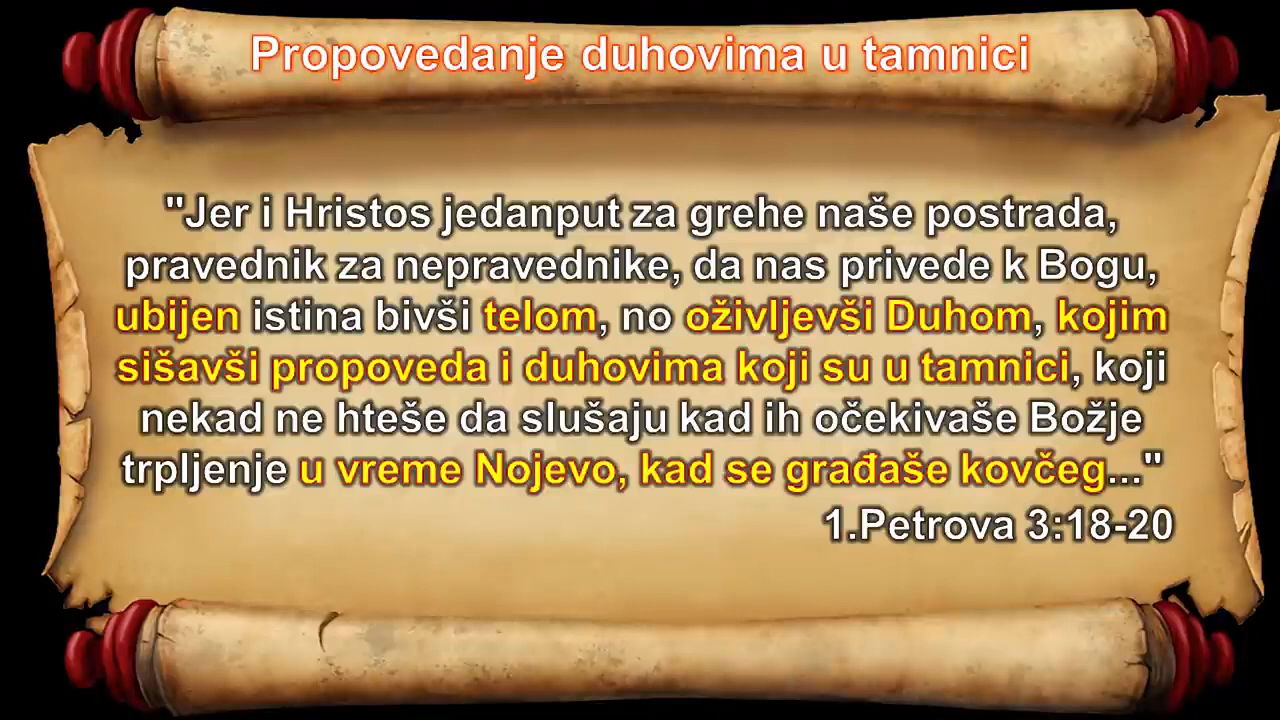 Propovedanje duhovima u tamnici
"Jer i Hristos jedanput za grehe naše postrada,
pravednik za nepravednike, da nas privede k Bogu,
ubijen istina bivši telom, no oživljevši Duhom, kojim
sišavši propoveda i duhovima koji su u tamnici, koji
nekad ne hteše da slušaju kad ih očekivaše Božje
trpljenje u vreme Nojevo, kad se građaše kovčeg..."
1.Petrova 3:18-20